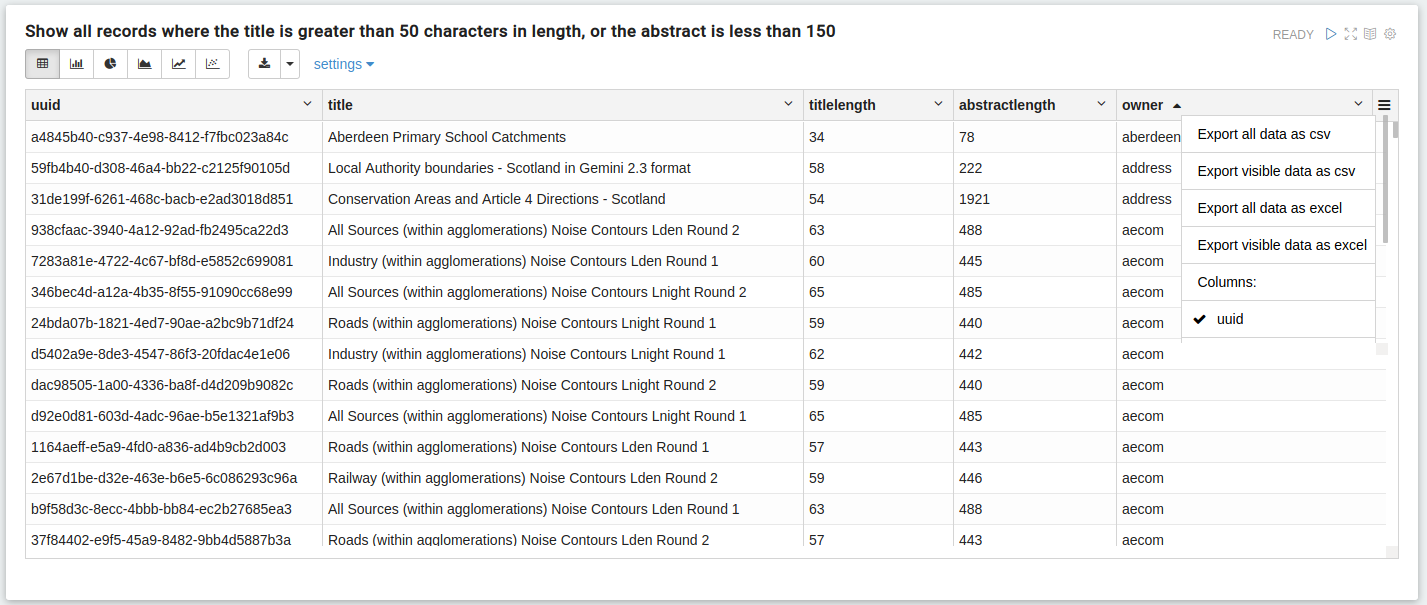 Show all records where the title is greater than 50 characters in length, or the abstract is less than 150
READY
settings
uuid title titlelength abstractlength owner
a4845b40-c937-4e98-8412-f7fbc023a84c Aberdeen Primary School Catchments 34 78 aberdeen
59fb4b40-d308-46a4-bb22-c2125f90105d Local Authority boundaries - Scotland in Gemini 2.3 format 58 222 address
31de199f-6261-468c-bacb-e2ad3018d851 Conservation Areas and Article 4 Directions - Scotland 54 1921 address
938cfaac-3940-4a12-92ad-fb2495ca22d3 All Sources (within agglomerations) Noise Contours Lden Round 2 63 488 aecom
7283a81e-4722-4c67-bf8d-e5852c699081 Industry (within agglomerations) Noise Contours Lden Round 1 60 445 aecom
346bec4d-a12a-4b35-8f55-91090cc68e99 All Sources (within agglomerations) Noise Contours Lnight Round 2 65 485 aecom
24bda07b-1821-4ed7-90ae-a2bc9b71df24 Roads (within agglomerations) Noise Contours Lnight Round 1 59 440 aecom
d5402a9e-8de3-4547-86f3-20fdac4e1e06 Industry (within agglomerations) Noise Contours Lnight Round 1 62 442 aecom
dac98505-1a00-4336-ba8f-d4d209b9082c Roads (within agglomerations) Noise Contours Lnight Round 2 59 440 aecom
d92e0d81-603d-4adc-96ae-b5e1321af9b3 All Sources (within agglomerations) Noise Contours Lnight Round 1 65 485 aecom
1164aeff-e5a9-4fd0-a836-ad4b9cb2d003 Roads (within agglomerations) Noise Contours Lden Round 1 57 443 aecom
2e67d1be-d32e-463e-b6e5-6c086293c96a Railway (within agglomerations) Noise Contours Lden Round 2 59 446 aecom
b9f58d3c-8ecc-4bbb-bb84-ec2b27685ea3 All Sources (within agglomerations) Noise Contours Lden Round 1 63 488 aecom
37f84402-e9f5-45a9-8482-9bb4d5887b3a Roads (within agglomerations) Noise Contours Lden Round 2 57 443 aecom
Export all data as csv
Export visible data as csv
Export all data as excel
Export visible data as excel
Columns:
uuid